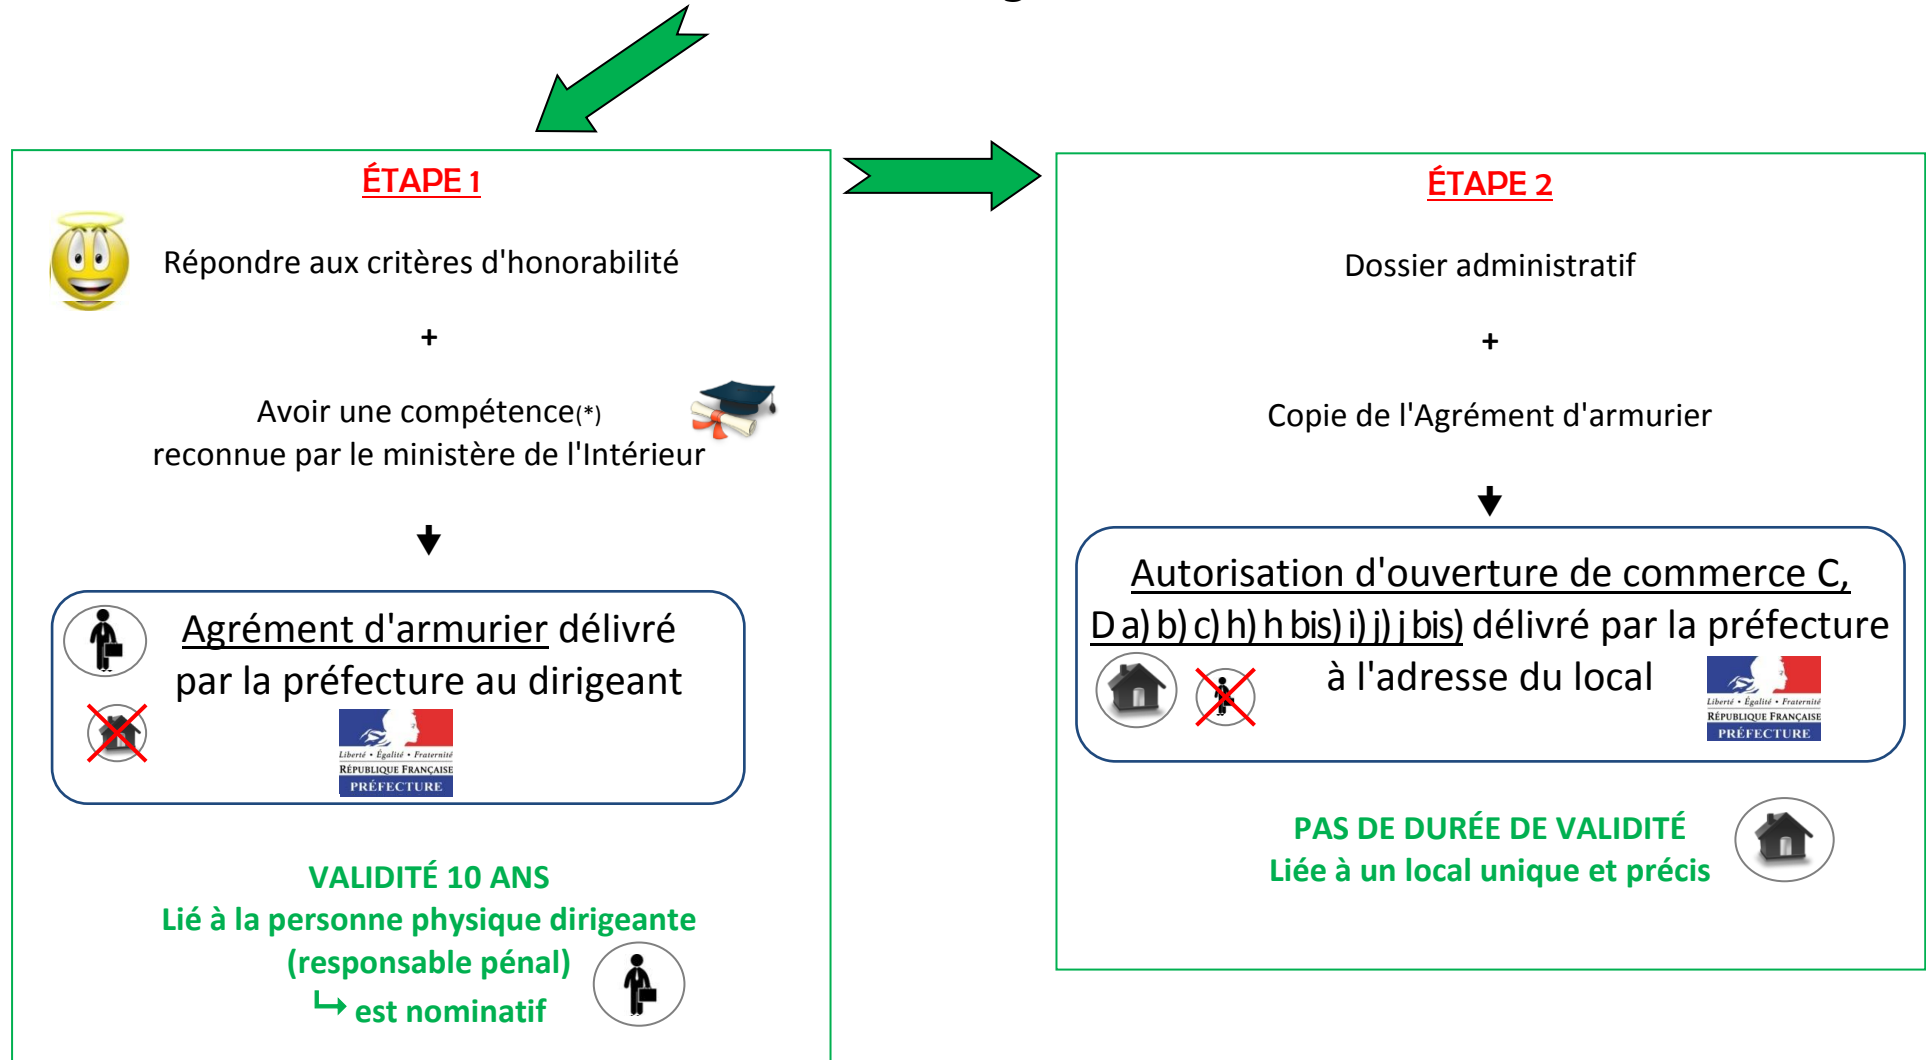 ÉTAPE 1
Répondre aux critères d'honorabilité
+
Avoir une compétence(*)
reconnue par le ministère de l'Intérieur
Agrément d'armurier délivré
par la préfecture au dirigeant
Liberté • Égalité • Fraternité
RÉPUBLIQUE FRANÇAISE
PRÉFECTURE
VALIDITÉ 10 ANS
Lié à la personne physique dirigeante
(responsable pénal)
est nominatif
ÉTAPE 2
Dossier administratif
+
Copie de l'Agrément d'armurier
Autorisation d'ouverture de commerce C,
D a) b) c) h) h bis) i) j) j bis) délivré par la préfecture
à l'adresse du local
Liberté • Égalité • Fraternité
RÉPUBLIQUE FRANÇAISE
PRÉFECTURE
PAS DE DURÉE DE VALIDITÉ
Liée à un local unique et précis